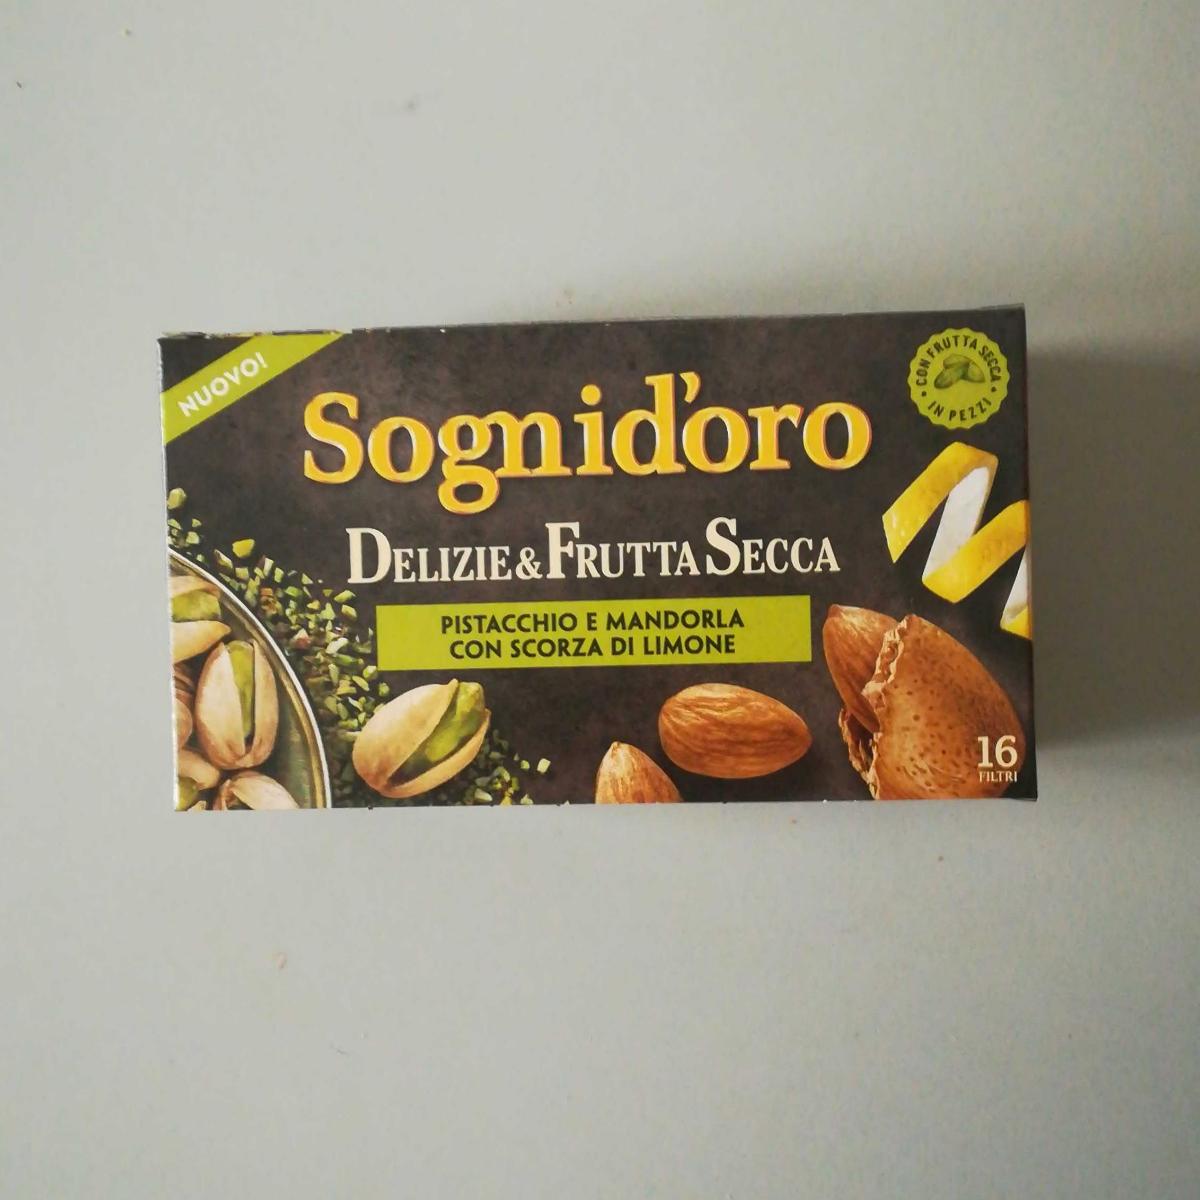 NUOVO!
CON FRUTTA SECCA
IN PEZZI
Sognid'oro
DELIZIE & FRUTTA SECCA
PISTACCHIO E MANDORLA
CON SCORZA DI LIMONE
16
FILTRI